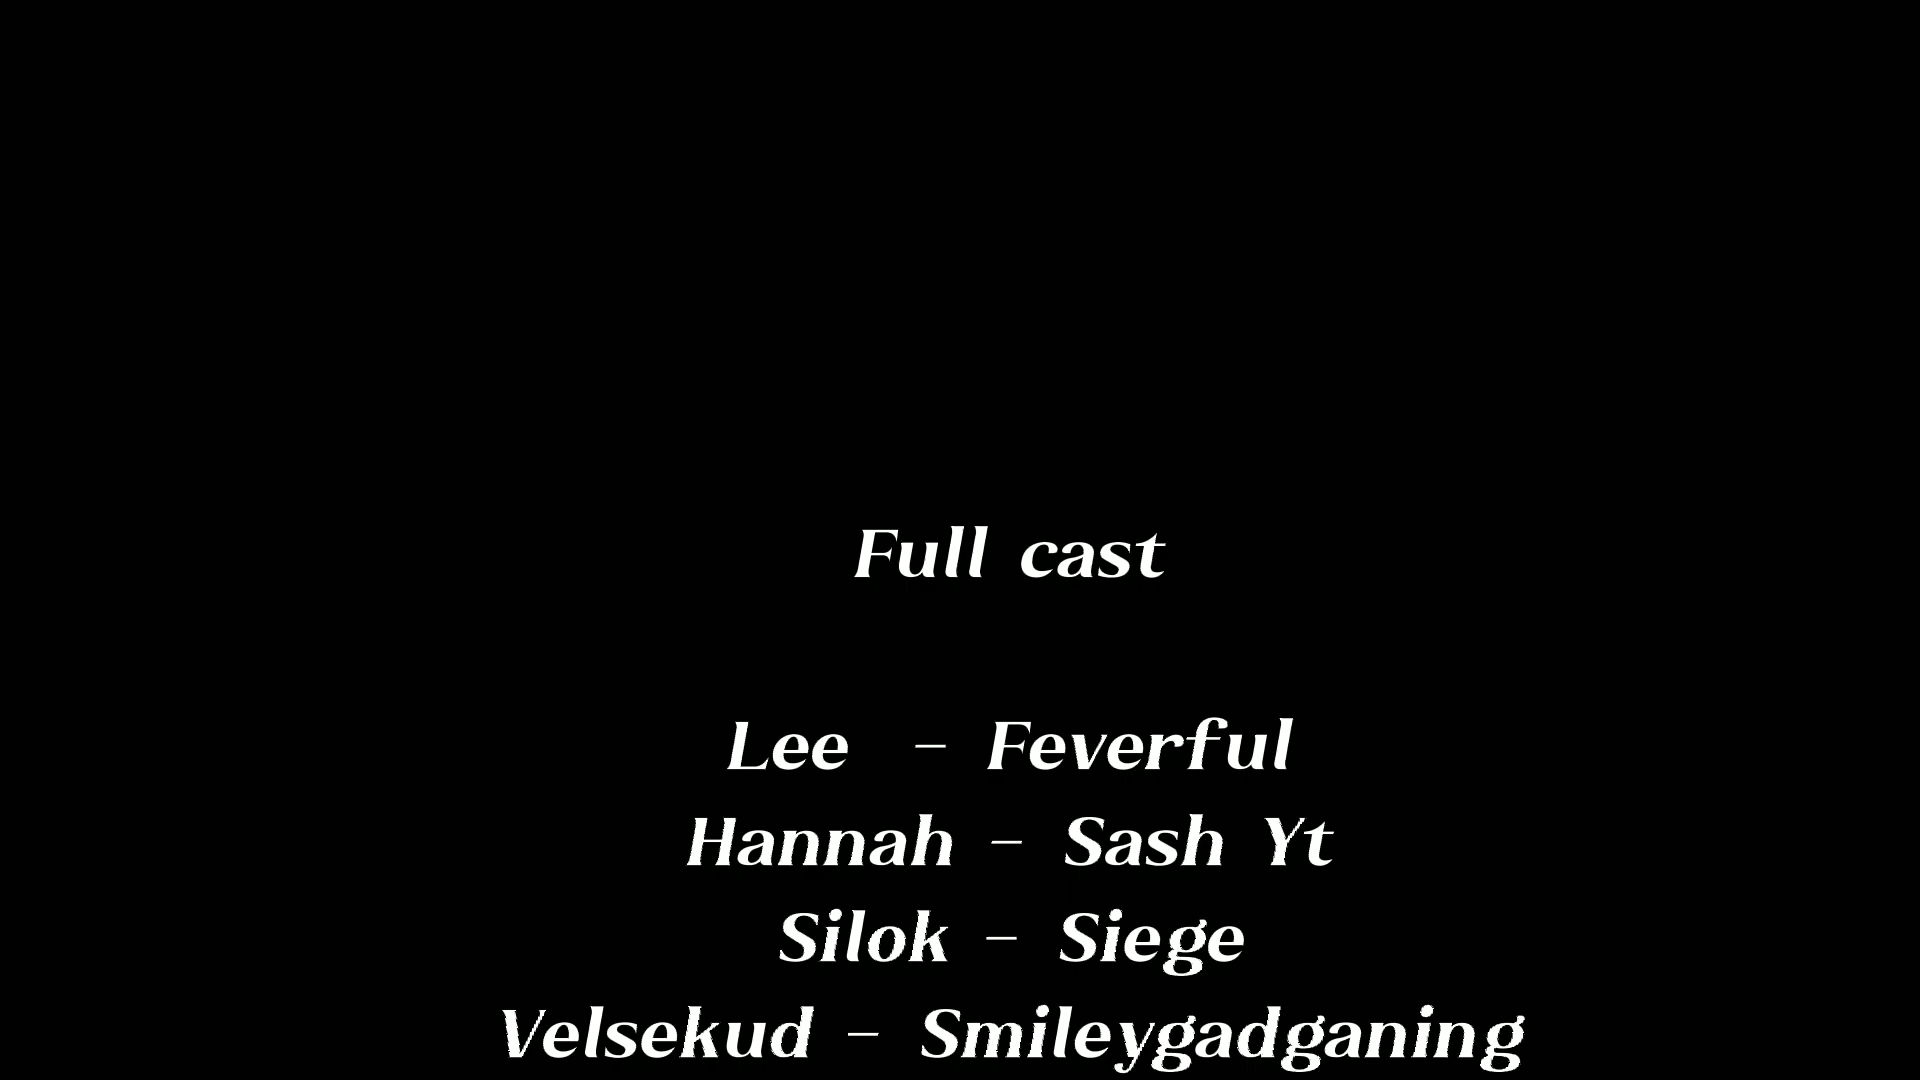 Full cast
Lee - Feverful
Hannah - Sash Yt
Silok - Siege
Velsekud - Smileygadganing